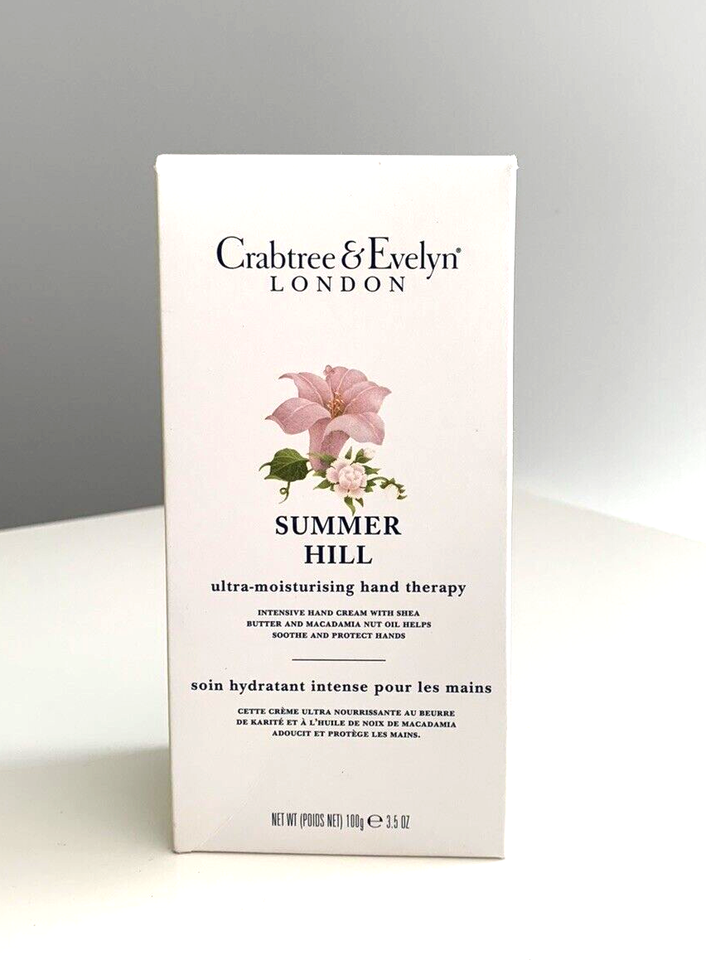 Crabtree & Evelyn®
LONDON
SUMMER
HILL
ultra-moisturising hand therapy
INTENSIVE HAND CREAM WITH SHEA
BUTTER AND MACADAMIA NUT OIL HELPS
SOOTHE AND PROTECT HANDS
soin hydratant intense pour les mains
CETTE CRÈME ULTRA NOURRISSANTE AU BEURRE
DE KARITÉ ET À L'HUILE DE NOIX DE MACADAMIA
ADOUCIT ET PROTÈGE LES MAINS.
NET WT (POIDS NET) 100g ℮ 3.5 OZ